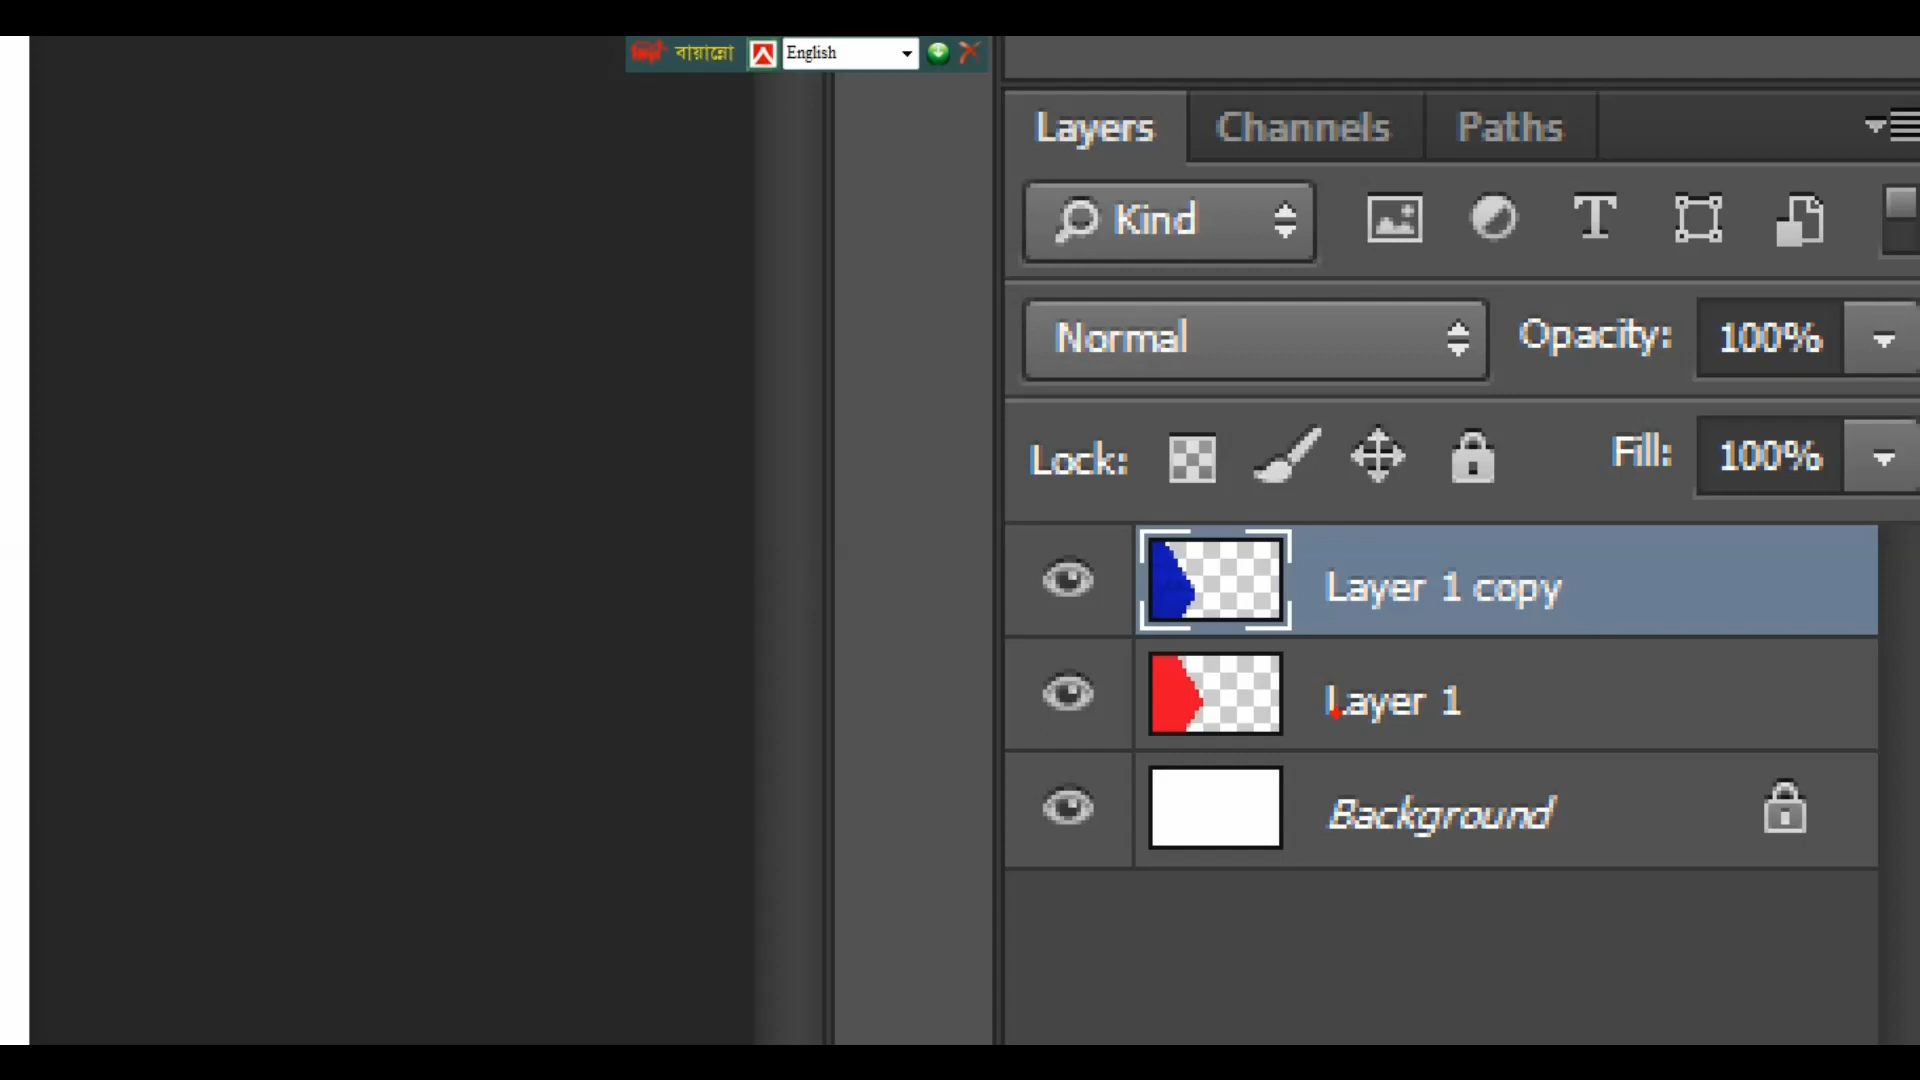 বায়ান্নো English
Layers Channels Paths
Kind
Normal Opacity: 100%
Lock: Fill: 100%
Layer 1 copy
Layer 1
Background